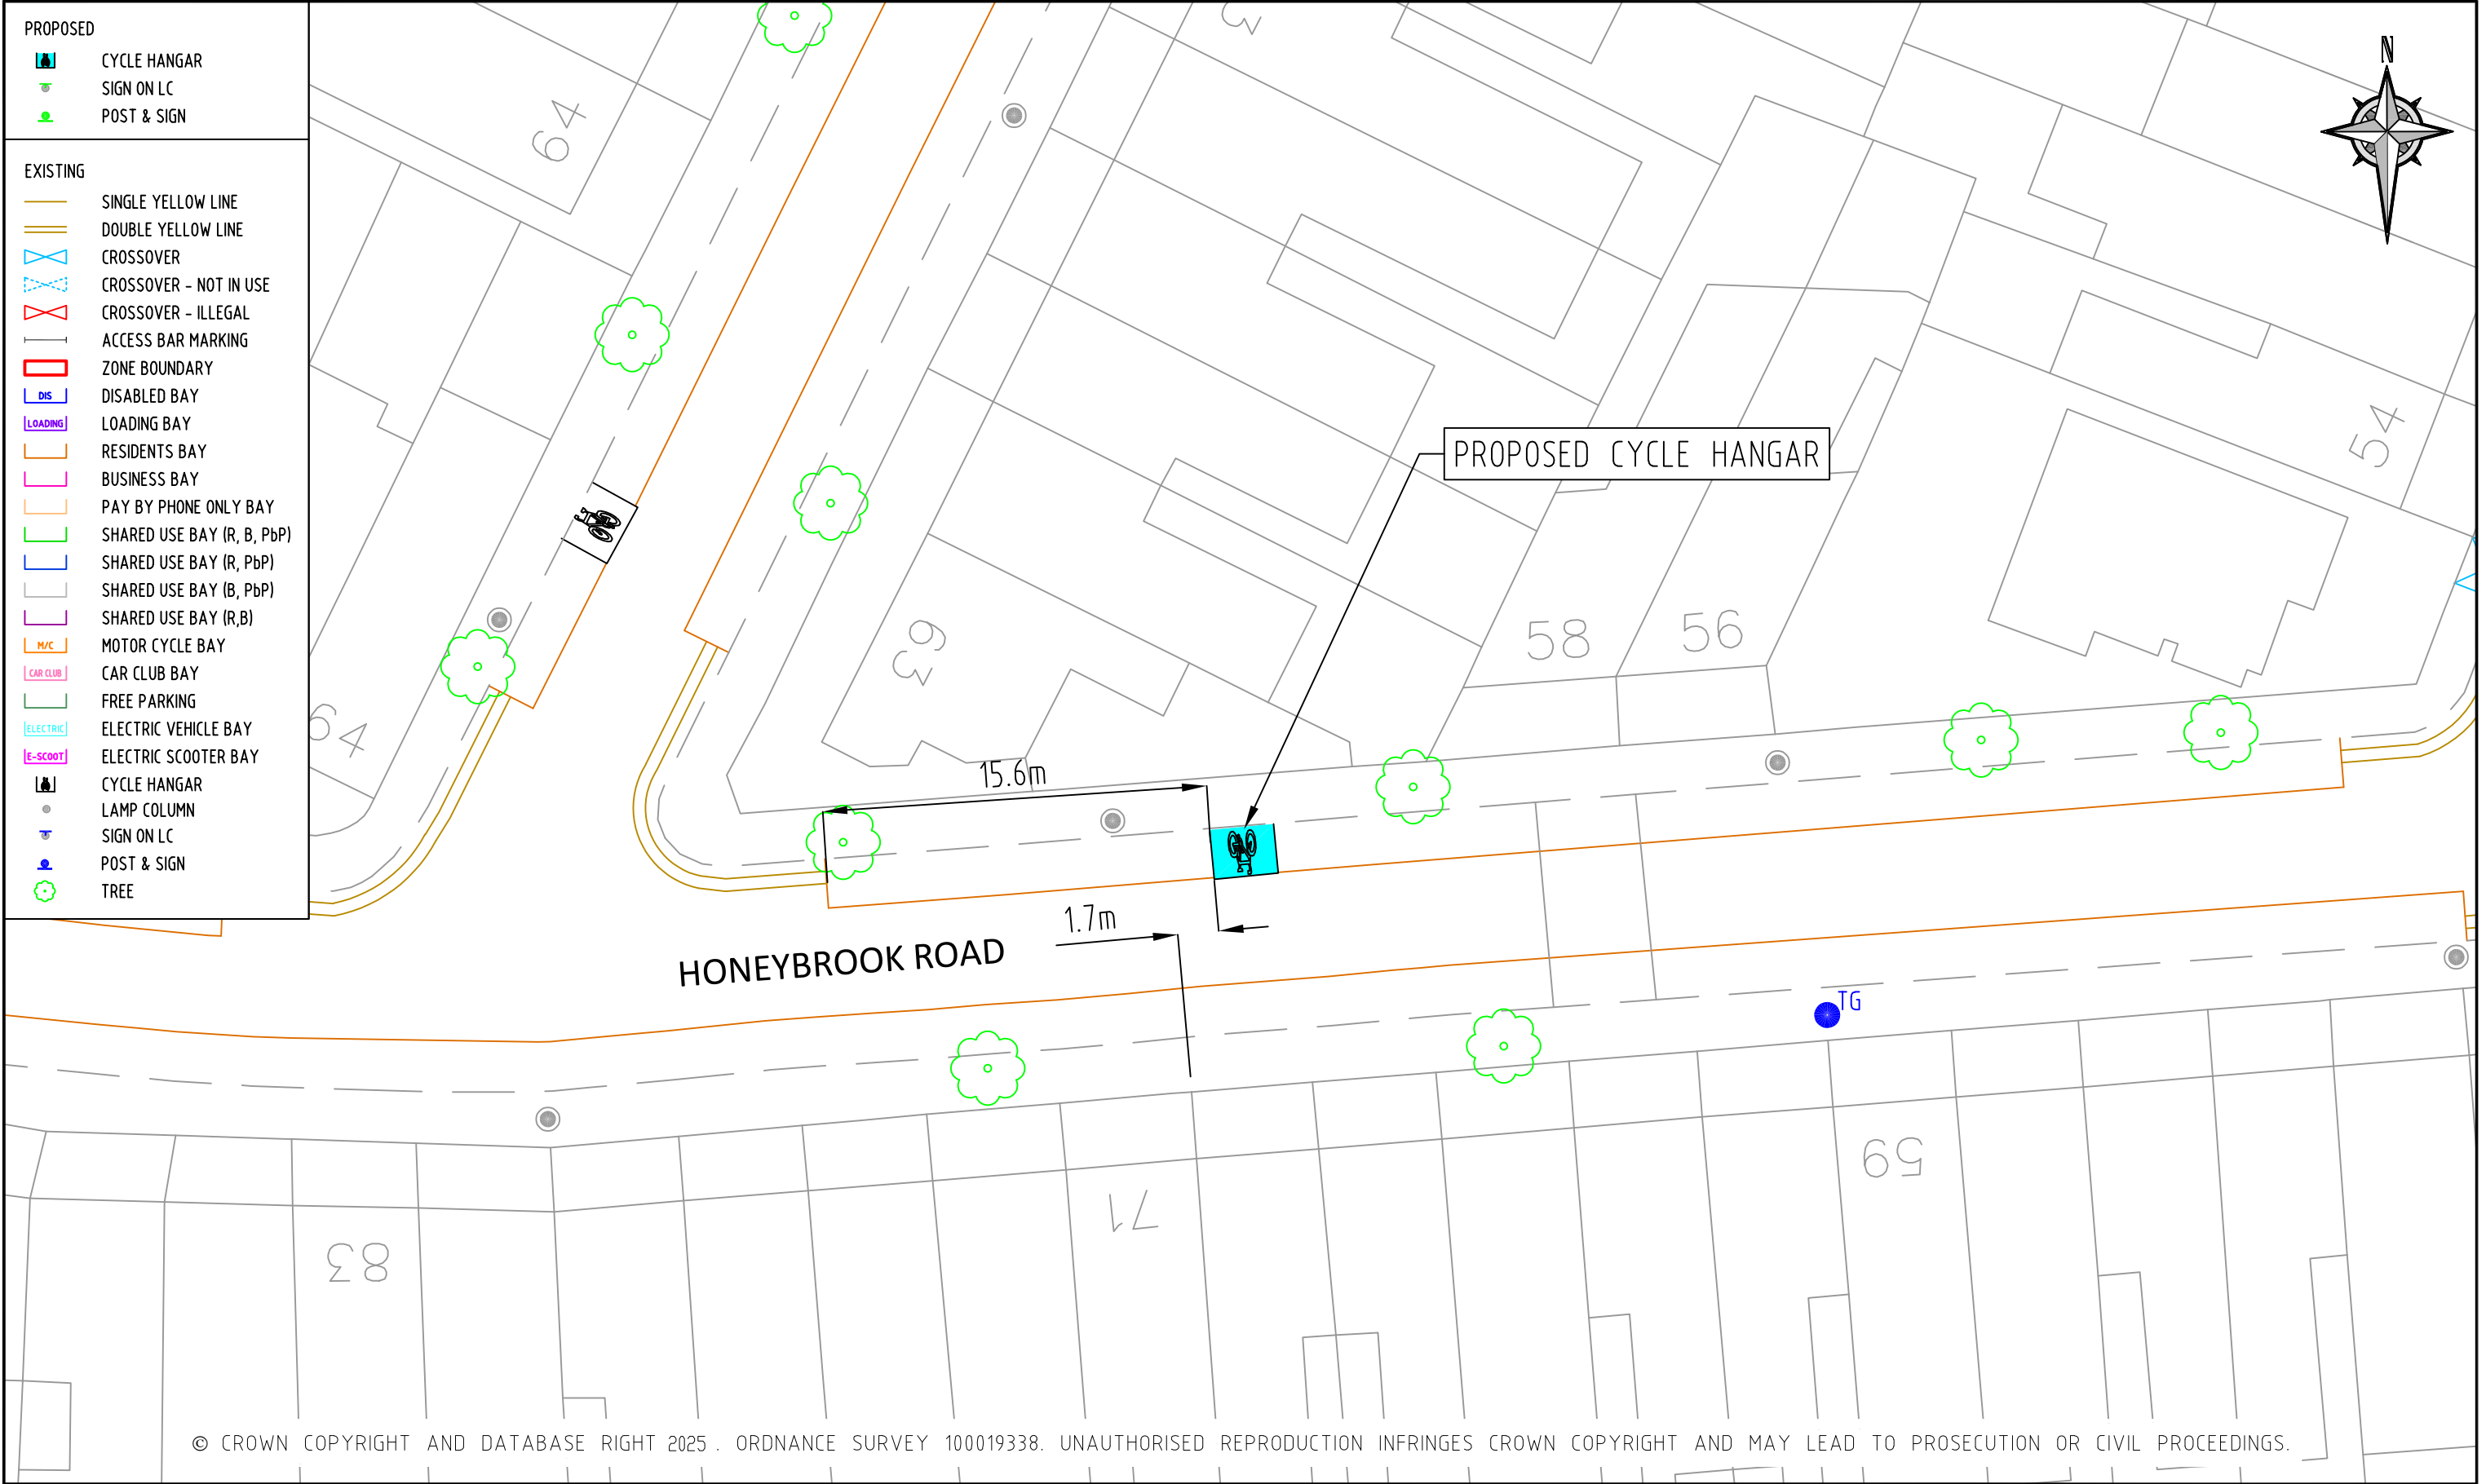 PROPOSED
CYCLE HANGAR
SIGN ON LC
POST & SIGN
EXISTING
SINGLE YELLOW LINE
DOUBLE YELLOW LINE
CROSSOVER
CROSSOVER - NOT IN USE
CROSSOVER - ILLEGAL
ACCESS BAR MARKING
ZONE BOUNDARY
DIS DISABLED BAY
LOADING LOADING BAY
RESIDENTS BAY
BUSINESS BAY
PAY BY PHONE ONLY BAY
SHARED USE BAY (R, B, PbP)
SHARED USE BAY (R, PbP)
SHARED USE BAY (B, PbP)
SHARED USE BAY (R,B)
M/C MOTOR CYCLE BAY
CAR CLUB CAR CLUB BAY
FREE PARKING
ELECTRIC ELECTRIC VEHICLE BAY
E-SCOOT ELECTRIC SCOOTER BAY
CYCLE HANGAR
LAMP COLUMN
SIGN ON LC
POST & SIGN
TREE
N
64
3
54
PROPOSED CYCLE HANGAR
58
56
63
64
15.6m
1.7m
HONEYBROOK ROAD
TG
59
71
83
© CROWN COPYRIGHT AND DATABASE RIGHT 2025 . ORDNANCE SURVEY 100019338. UNAUTHORISED REPRODUCTION INFRINGES CROWN COPYRIGHT AND MAY LEAD TO PROSECUTION OR CIVIL PROCEEDINGS.